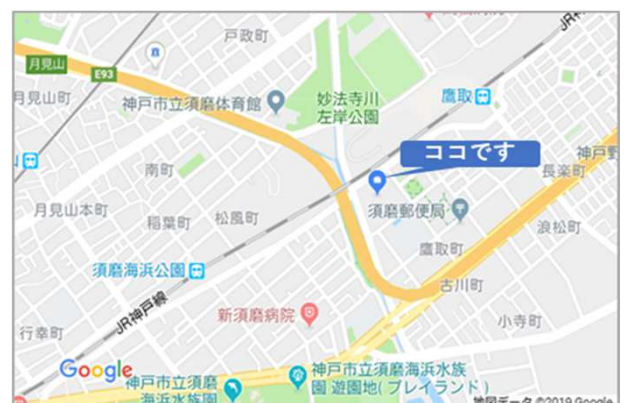 戸政町
JR神
月見山
E93
月見山町
神戸市立須磨体育館
妙法寺川
左岸公園
鷹取
ココです
神戸野
長楽町
南町
月見山本町
稲葉町
松風町
須磨郵便局
浪松町
鷹取町
須磨海浜公園
古川町
JR神戸線
新須磨病院
小寺町
行幸町
Google
神戸市立須磨
海浜水族園
神戸市立須磨海浜水族
園 遊園地(プレイランド)
地図データ ©2019 Google